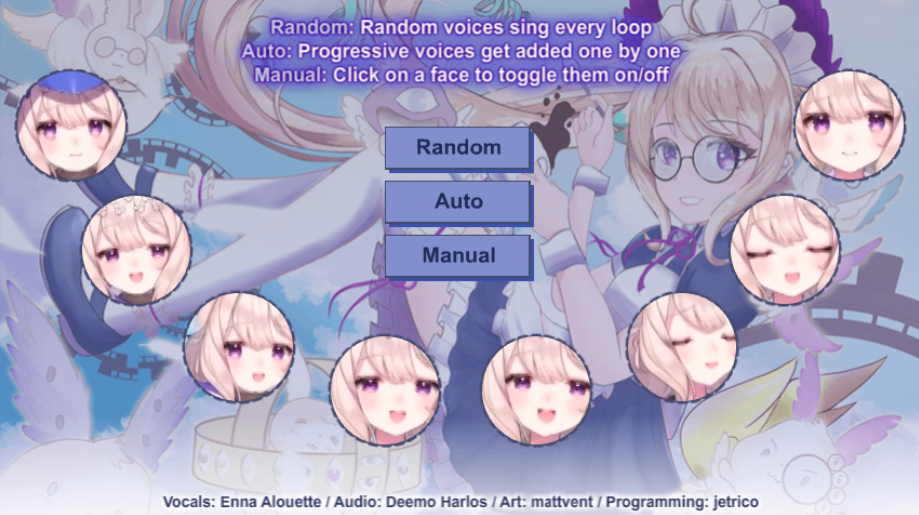 Random: Random voices sing every loop
Auto: Progressive voices get added one by one
Manual: Click on a face to toggle them on/off
Random
Auto
Manual
Vocals: Enna Alouette / Audio: Deemo Harlos / Art: mattvent / Programming: jetrico